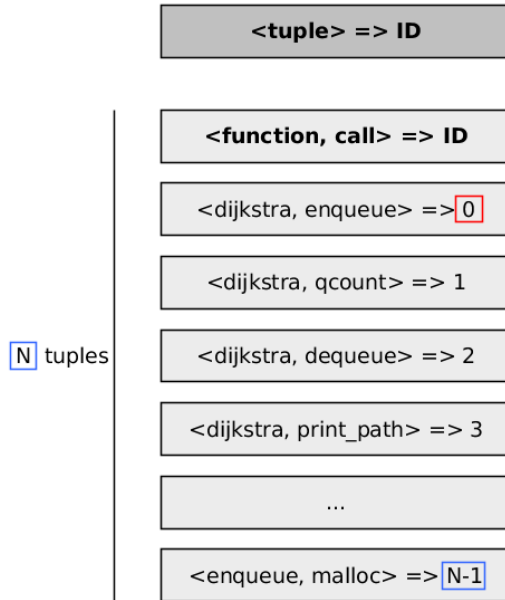 <tuple> => ID
<function, call> => ID
<dijkstra, enqueue> => 0
<dijkstra, qcount> => 1
<dijkstra, dequeue> => 2
N tuples
<dijkstra, print_path> => 3
...
<enqueue, malloc> => N-1